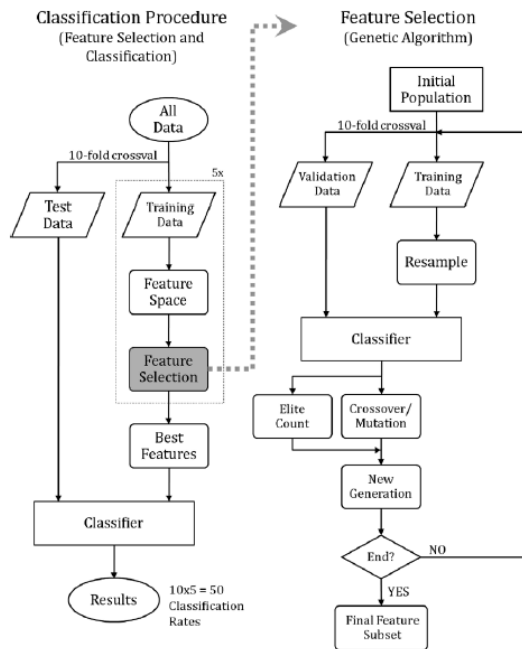 Classification Procedure
(Feature Selection and
Classification)
All
Data
10-fold crossval
5x
Test
Data
Training
Data
Feature
Space
Feature
Selection
Best
Features
Classifier
Results
10x5 = 50
Classification
Rates
Feature Selection
(Genetic Algorithm)
Initial
Population
10-fold crossval
Validation
Data
Training
Data
Resample
Classifier
Elite
Count
Crossover/
Mutation
New
Generation
End?
NO
YES
Final Feature
Subset